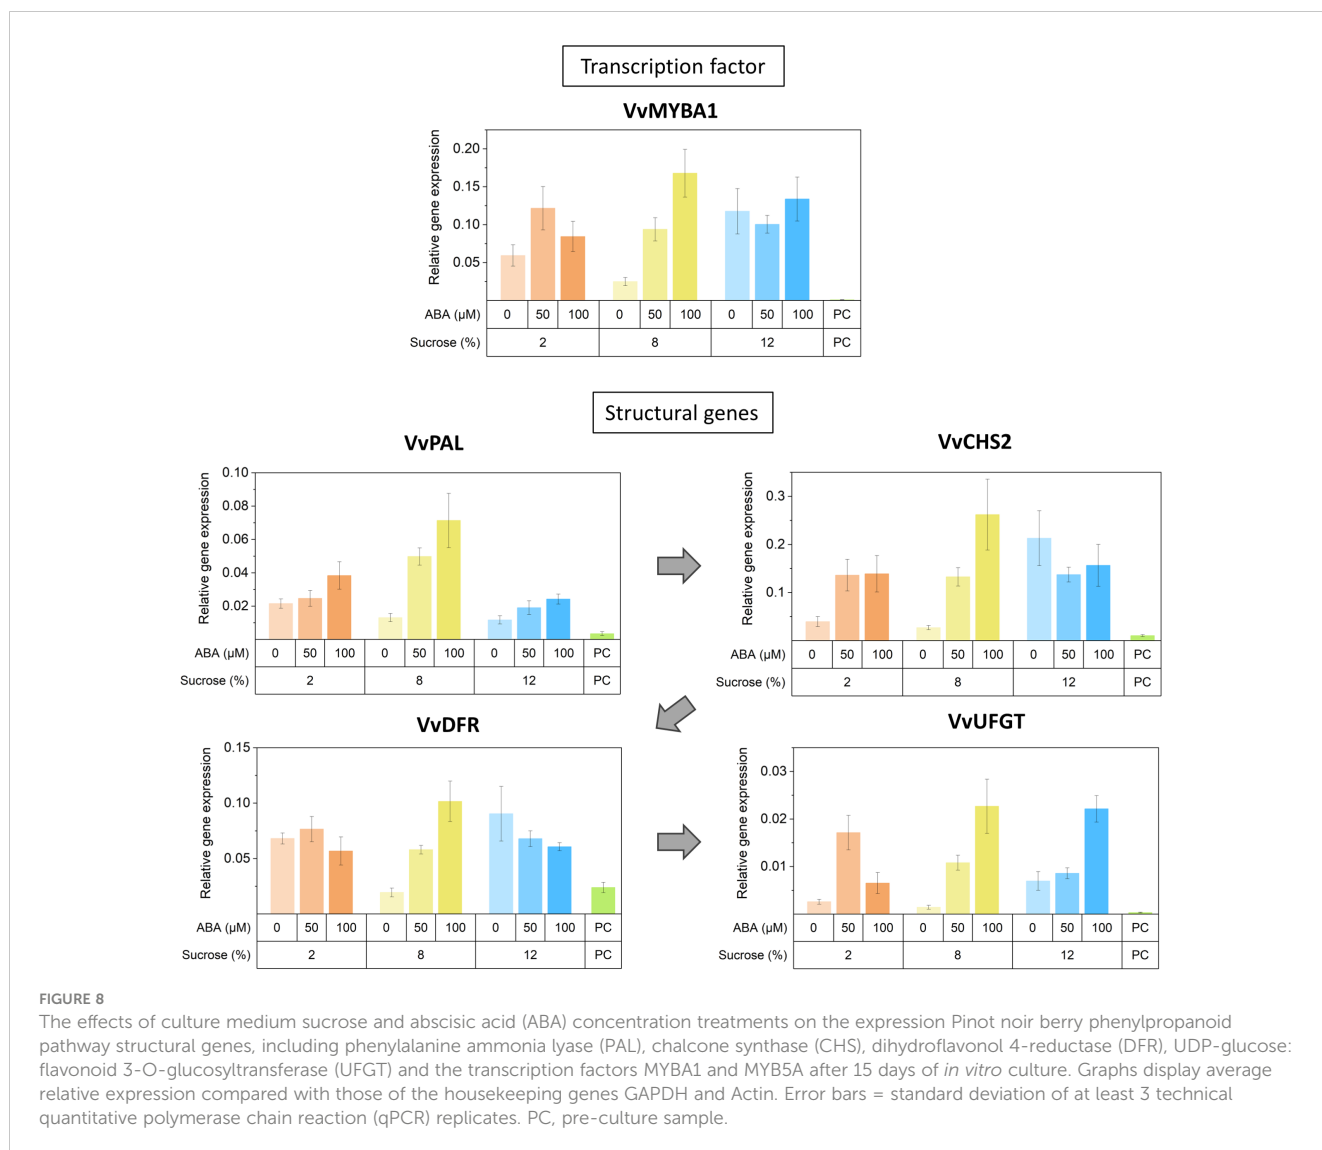 Transcription factor
VvMYBA1
Relative gene expression
0.20
0.15
0.10
0.05
ABA (µM) 0 50 100 0 50 100 0 50 100 PC
Sucrose (%) 2 8 12 PC
Structural genes
VvPAL
Relative gene expression
0.10
0.08
0.06
0.04
0.02
ABA (µM) 0 50 100 0 50 100 0 50 100 PC
Sucrose (%) 2 8 12 PC
VvCHS2
Relative gene expression
0.3
0.2
0.1
ABA (µM) 0 50 100 0 50 100 0 50 100 PC
Sucrose (%) 2 8 12 PC
VvDFR
Relative gene expression
0.15
0.10
0.05
ABA (µM) 0 50 100 0 50 100 0 50 100 PC
Sucrose (%) 2 8 12 PC
VvUFGT
Relative gene expression
0.03
0.02
0.01
ABA (µM) 0 50 100 0 50 100 0 50 100 PC
Sucrose (%) 2 8 12 PC
FIGURE 8
The effects of culture medium sucrose and abscisic acid (ABA) concentration treatments on the expression Pinot noir berry phenylpropanoid
pathway structural genes, including phenylalanine ammonia lyase (PAL), chalcone synthase (CHS), dihydroflavonol 4-reductase (DFR), UDP-glucose:
flavonoid 3-O-glucosyltransferase (UFGT) and the transcription factors MYBA1 and MYB5A after 15 days of in vitro culture. Graphs display average
relative expression compared with those of the housekeeping genes GAPDH and Actin. Error bars = standard deviation of at least 3 technical
quantitative polymerase chain reaction (qPCR) replicates. PC, pre-culture sample.